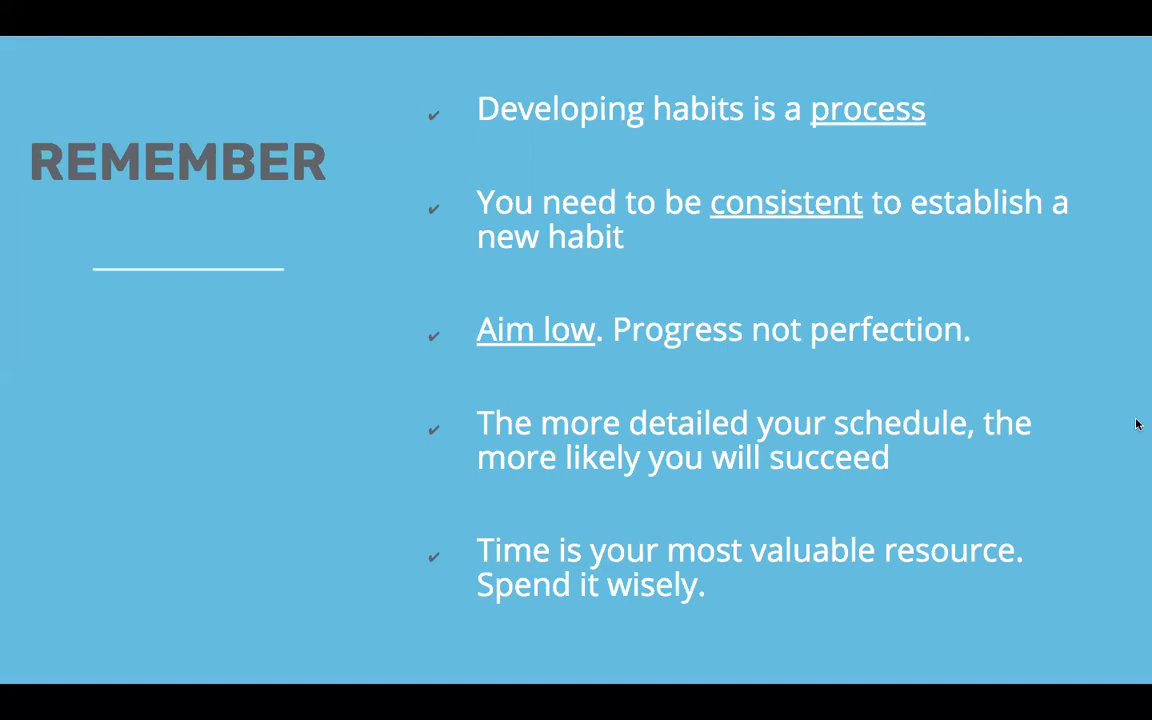 REMEMBER
✔ Developing habits is a process
✔ You need to be consistent to establish a
new habit
✔ Aim low. Progress not perfection.
✔ The more detailed your schedule, the
more likely you will succeed
✔ Time is your most valuable resource.
Spend it wisely.